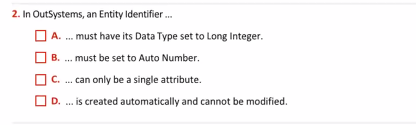 2. In OutSystems, an Entity Identifier ...
A. ... must have its Data Type set to Long Integer.
B. ... must be set to Auto Number.
C. ... can only be a single attribute.
D. ... is created automatically and cannot be modified.